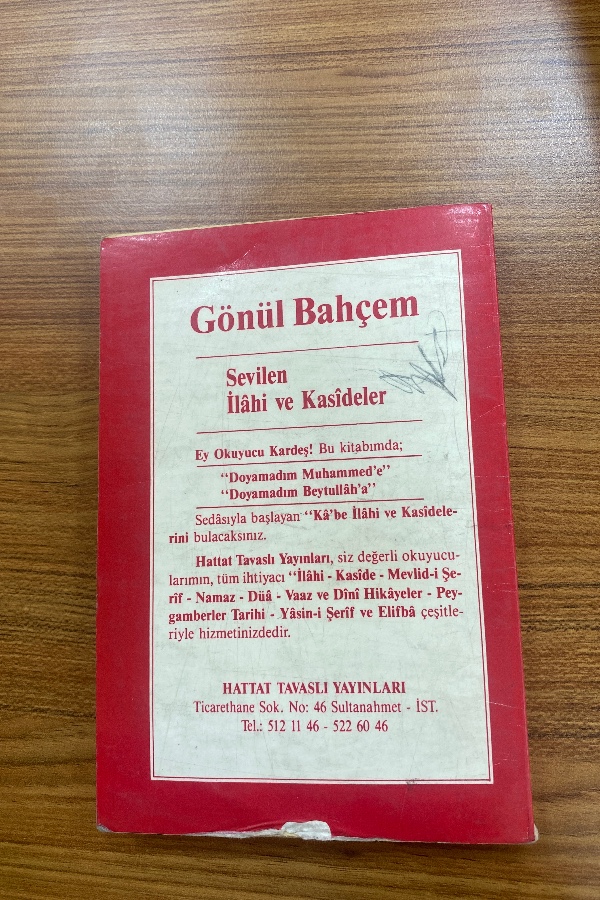 Gönül Bahçem
Sevilen
İlâhi ve Kasîdeler
Ey Okuyucu Kardeş! Bu kitabımda;
“Doyamadım Muhammed'e”
“Doyamadım Beytullâh'a”
Sedâsıyla başlayan “Kâ'be İlâhi ve Kasîdele-
rini bulacaksınız.
Hattat Tavaslı Yayınları, siz değerli okuyucu-
larımın, tüm ihtiyacı “İlâhi - Kasîde - Mevlid-i Şe-
rîf - Namaz - Düâ - Vaaz ve Dînî Hikâyeler - Pey-
gamberler Tarihi - Yâsin-i Şerîf ve Elifbâ çeşitle-
riyle hizmetinizdedir.
HATTAT TAVASLI YAYINLARI
Ticarethane Sok. No: 46 Sultanahmet - İST.
Tel.: 512 11 46 - 522 60 46